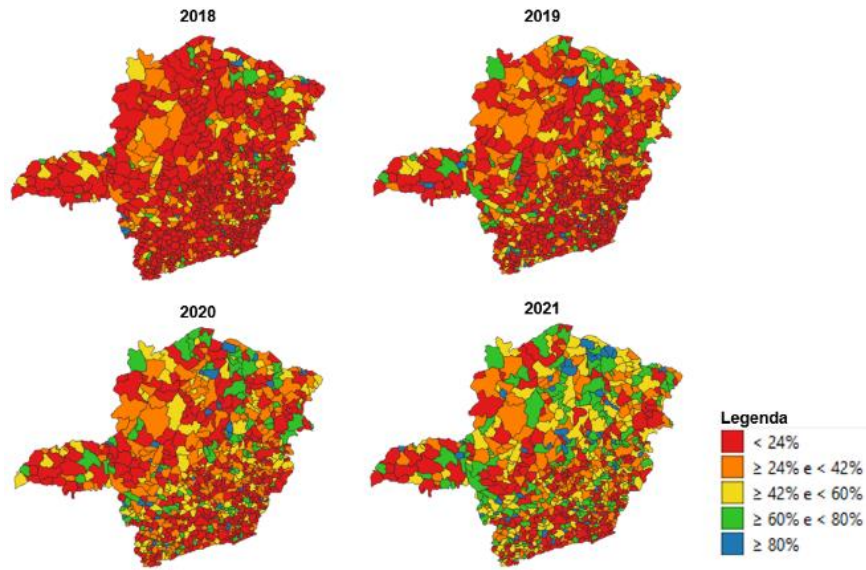 2018
2019
2020
2021
Legenda
< 24%
≥ 24% e < 42%
≥ 42% e < 60%
≥ 60% e < 80%
≥ 80%